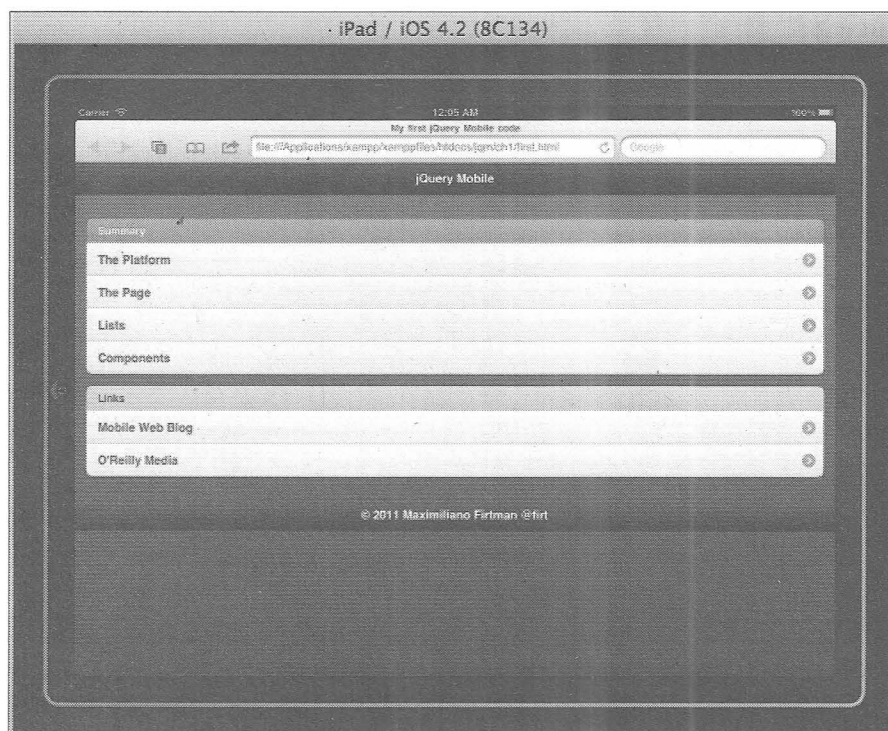 iPad / iOS 4.2 (8C134)
Carrier 12:05 AM 100%
My first jQuery Mobile code
file:///Applications/xampp/xamppfiles/htdocs/jqm/ch1/first.html Google
jQuery Mobile
Summary
The Platform
The Page
Lists
Components
Links
Mobile Web Blog
O'Reilly Media
© 2011 Maximiliano Firtman @firt